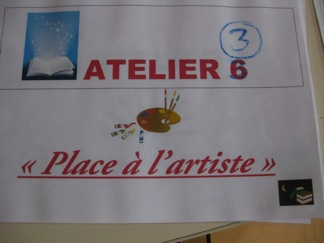 3
ATELIER 6
« Place à l'artiste »